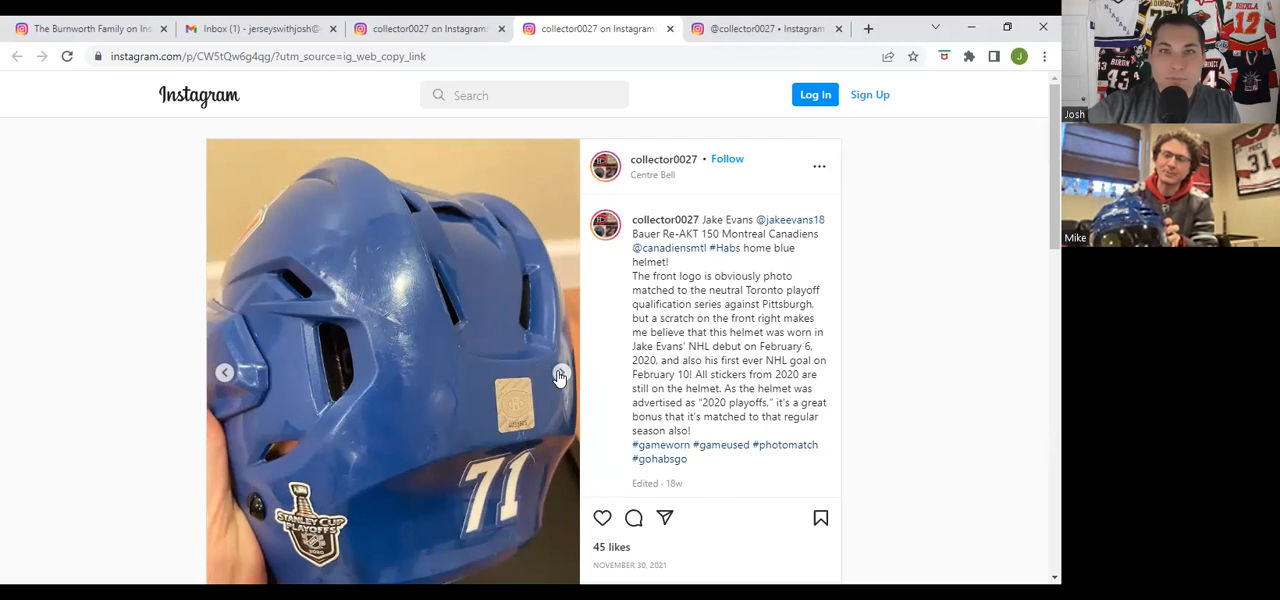 The Burnworth Family on Ins
Inbox (1) - jerseyswithjosh@
collector0027 on Instagram:
collector0027 on Instagram:
@collector0027 • Instagram
instagram.com/p/CW5tQw6g4qg/?utm_source=ig_web_copy_link
J
Instagram
Search
Log In
Sign Up
collector0027 • Follow
Centre Bell
collector0027 Jake Evans @jakeevans18
Bauer Re-AKT 150 Montreal Canadiens
@canadiensmtl #Habs home blue
helmet!
The front logo is obviously photo
matched to the neutral Toronto playoff
qualification series against Pittsburgh,
but a scratch on the front right makes
me believe that this helmet was worn in
Jake Evans’ NHL debut on February 6,
2020, and also his first ever NHL goal on
February 10! All stickers from 2020 are
still on the helmet. As the helmet was
advertised as “2020 playoffs,” it’s a great
bonus that it’s matched to that regular
season also!
#gameworn #gameused #photomatch
#gohabsgo
Edited · 18w
45 likes
NOVEMBER 30, 2021
71
STANLEY CUP
PLAYOFFS
2020
Josh
BIRON
43
12
Mike
PRICE
31